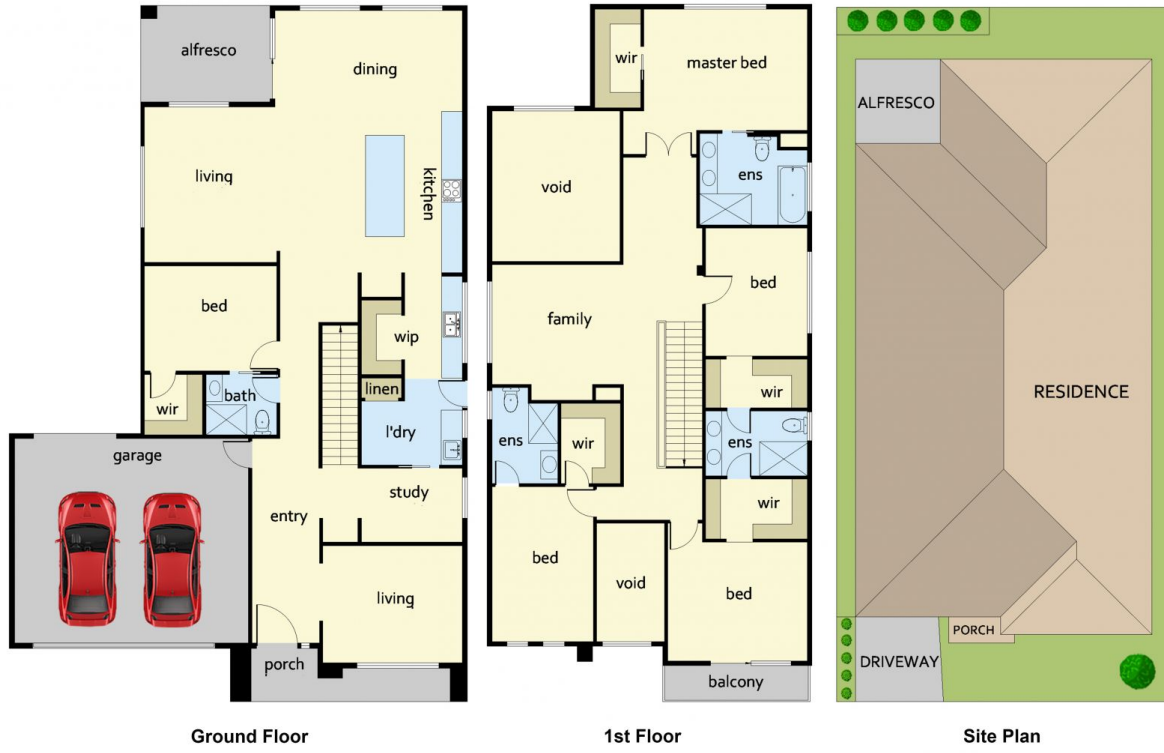 alfresco
dining
living
kitchen
bed
wip
linen
bath
wir
l'dry
garage
study
entry
living
porch
Ground Floor
wir
master bed
void
ens
bed
family
wir
ens
wir
ens
wir
bed
void
bed
balcony
1st Floor
ALFRESCO
RESIDENCE
PORCH
DRIVEWAY
Site Plan